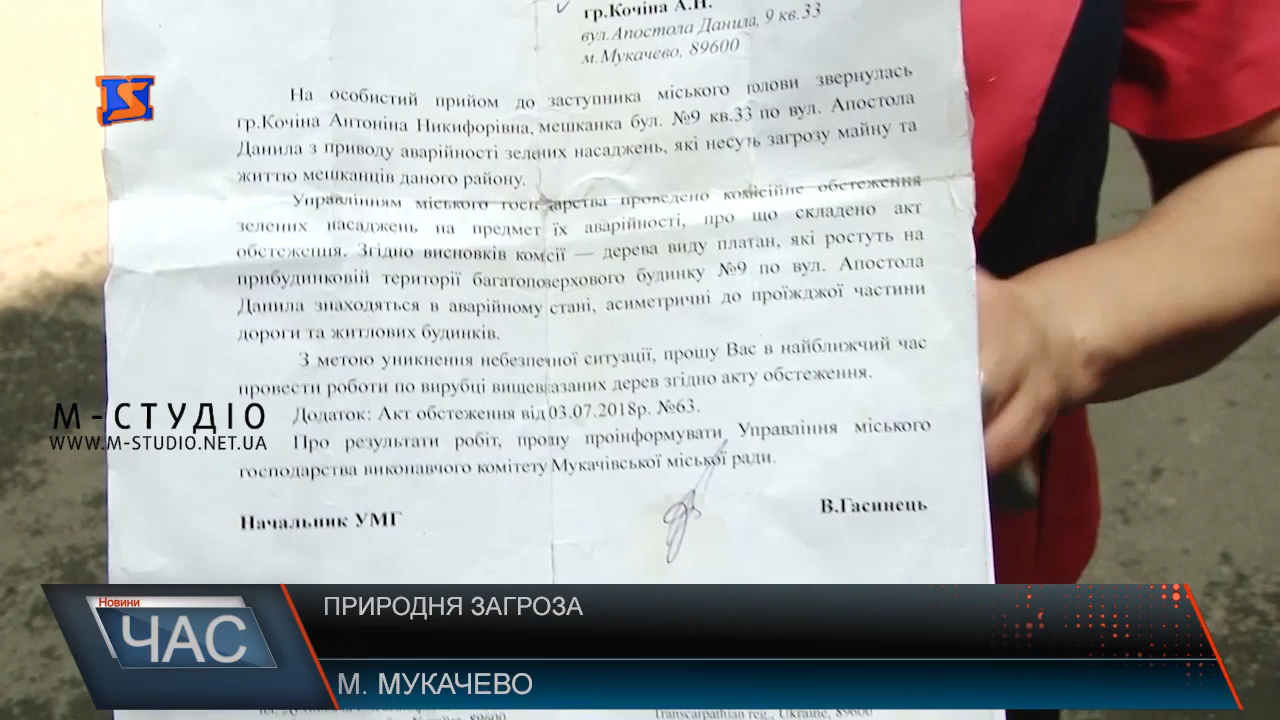 гр.Кочіна А.Н.
вул.Апостола Данила, 9 кв.33
м.Мукачево, 89600
На особистий прийом до заступника міського голови звернулась
гр.Кочіна Антоніна Никифорівна, мешканка бул. №9 кв.33 по вул. Апостола
Данила з приводу аварійності зелених насаджень, які несуть загрозу майну та
життю мешканців даного району.
Управлінням міського господарства проведено комісійне обстеження
зелених насаджень на предмет їх аварійності, про що складено акт
обстеження. Згідно висновків комсії — дерева виду платан, які ростуть на
прибудинковій території багатоповерхового будинку №9 по вул. Апостола
Данила знаходяться в аварійному стані, асиметричні до проїжджої частини
дороги та житлових будинків.
З метою уникнення небезпечної ситуації, прошу Вас в найближчий час
провести роботи по вирубці вищевказаних дерев згідно акту обстеження.
Додаток: Акт обстеження від 03.07.2018р. №63.
Про результати робіт, прошу проінформувати Управління міського
господарства виконавчого комітету Мукачівської міської ради.
Начальник УМГ В.Гасинець
М-СТУДІО
WWW.M-STUDIO.NET.UA
Новини
ЧАС
ПРИРОДНЯ ЗАГРОЗА
М. МУКАЧЕВО
89600
Transcarpathian reg., Ukraine, 89600